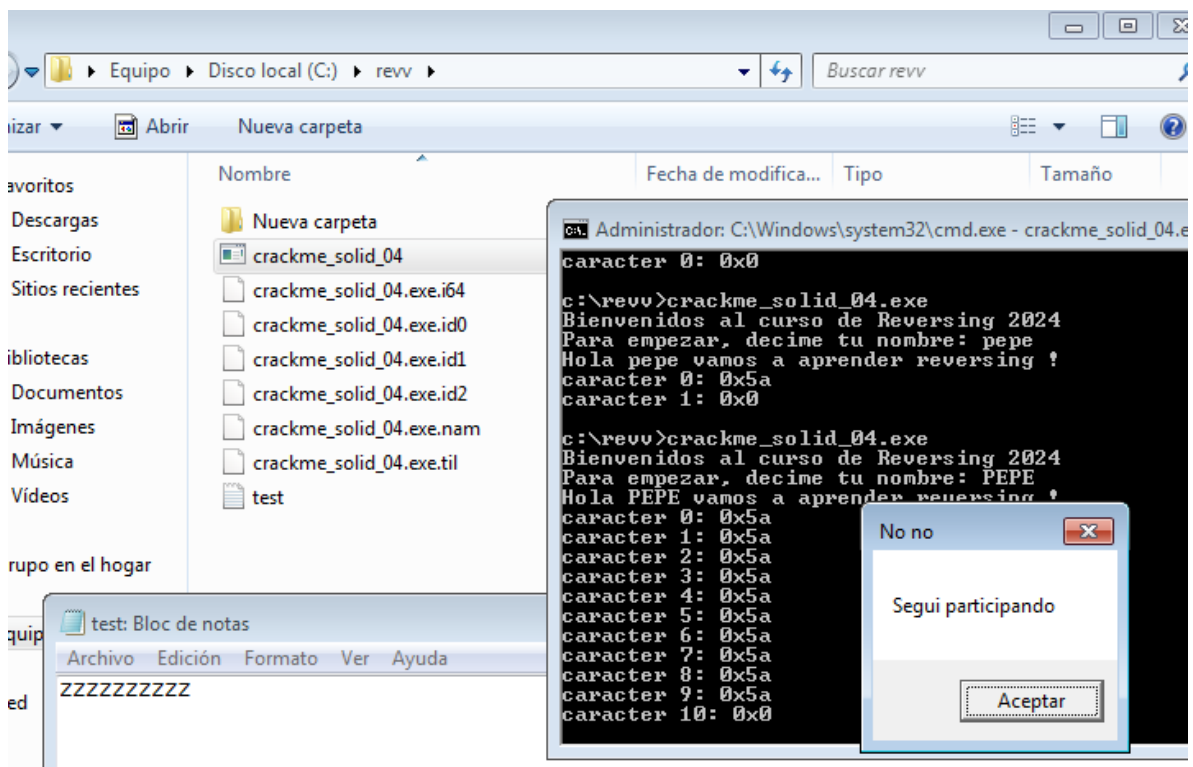 Equipo Disco local (C:) revv Buscar revv
izar Abrir Nueva carpeta
avoritos
Descargas
Escritorio
Sitios recientes
ibliotecas
Documentos
Imágenes
Música
Vídeos
rupo en el hogar
quip
ed
Nombre Fecha de modifica... Tipo Tamaño
Nueva carpeta
crackme_solid_04
crackme_solid_04.exe.i64
crackme_solid_04.exe.id0
crackme_solid_04.exe.id1
crackme_solid_04.exe.id2
crackme_solid_04.exe.nam
crackme_solid_04.exe.til
test
Administrador: C:\Windows\system32\cmd.exe - crackme_solid_04.e
caracter 0: 0x0
c:\revv>crackme_solid_04.exe
Bienvenidos al curso de Reversing 2024
Para empezar, decime tu nombre: pepe
Hola pepe vamos a aprender reversing !
caracter 0: 0x5a
caracter 1: 0x0
c:\revv>crackme_solid_04.exe
Bienvenidos al curso de Reversing 2024
Para empezar, decime tu nombre: PEPE
Hola PEPE vamos a aprender reversing !
caracter 0: 0x5a
caracter 1: 0x5a
caracter 2: 0x5a
caracter 3: 0x5a
caracter 4: 0x5a
caracter 5: 0x5a
caracter 6: 0x5a
caracter 7: 0x5a
caracter 8: 0x5a
caracter 9: 0x5a
caracter 10: 0x0
No no
Segui participando
Aceptar
test: Bloc de notas
Archivo Edición Formato Ver Ayuda
ZZZZZZZZZZ